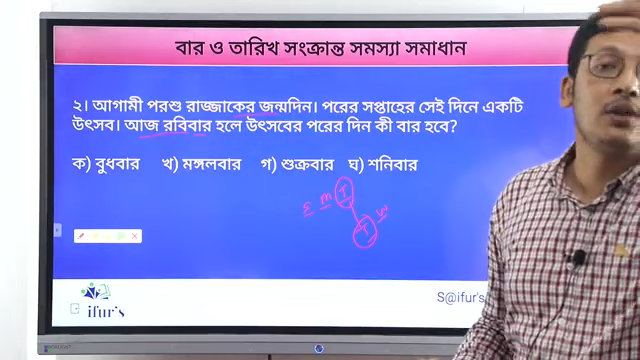 বার ও তারিখ সংক্রান্ত সমস্যা সমাধান
২। আগামী পরশু রাজ্জাকের জন্মদিন। পরের সপ্তাহের সেই দিনে একটি
উৎসব। আজ রবিবার হলে উৎসবের পরের দিন কী বার হবে?
ক) বুধবার খ) মঙ্গলবার গ) শুক্রবার ঘ) শনিবার
S m T
T W
ifur's
S@ifur's